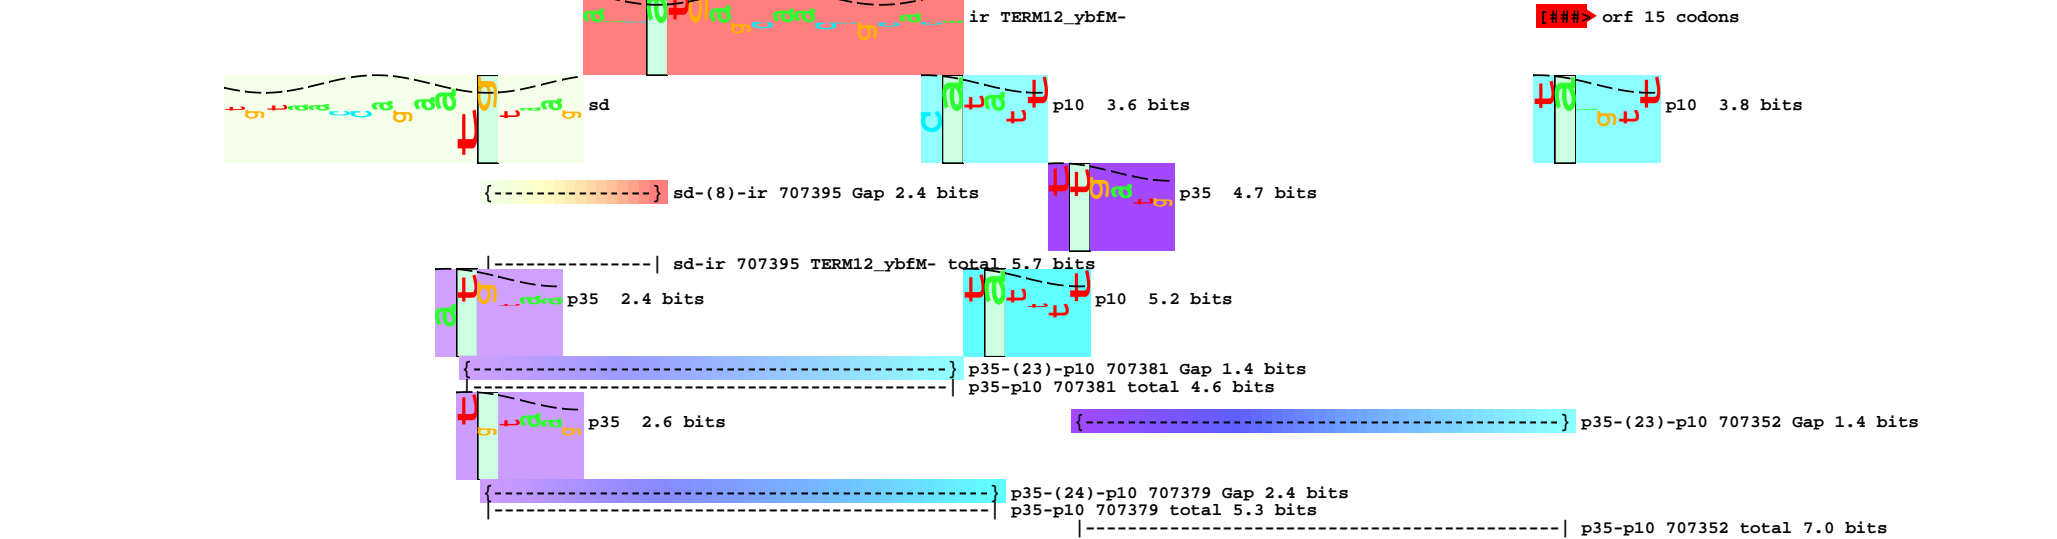 ir TERM12_ybfM-
[###> orf 15 codons
sd
p10 3.6 bits
p10 3.8 bits
{---------------} sd-(8)-ir 707395 Gap 2.4 bits
p35 4.7 bits
|---------------| sd-ir 707395 TERM12_ybfM- total 5.7 bits
p35 2.4 bits
p10 5.2 bits
{---------------------------------------------} p35-(23)-p10 707381 Gap 1.4 bits
|---------------------------------------------| p35-p10 707381 total 4.6 bits
p35 2.6 bits
{---------------------------------------------} p35-(23)-p10 707352 Gap 1.4 bits
{-----------------------------------------------} p35-(24)-p10 707379 Gap 2.4 bits
|-----------------------------------------------| p35-p10 707379 total 5.3 bits
|---------------------------------------------| p35-p10 707352 total 7.0 bits